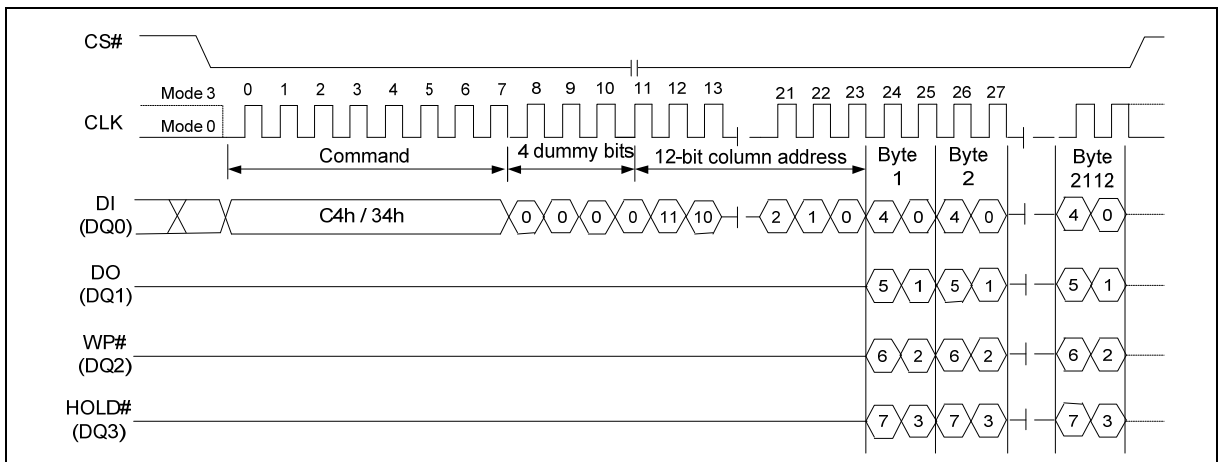 CS#
Mode 3 0 1 2 3 4 5 6 7 8 9 10 11 12 13 21 22 23 24 25 26 27
CLK
Mode 0
Command 4 dummy bits 12-bit column address Byte 1 Byte 2 Byte 2112
DI (DQ0) C4h / 34h 0 0 0 0 11 10 2 1 0 4 0 4 0 4 0
DO (DQ1) 5 1 5 1 5 1
WP# (DQ2) 6 2 6 2 6 2
HOLD# (DQ3) 7 3 7 3 7 3